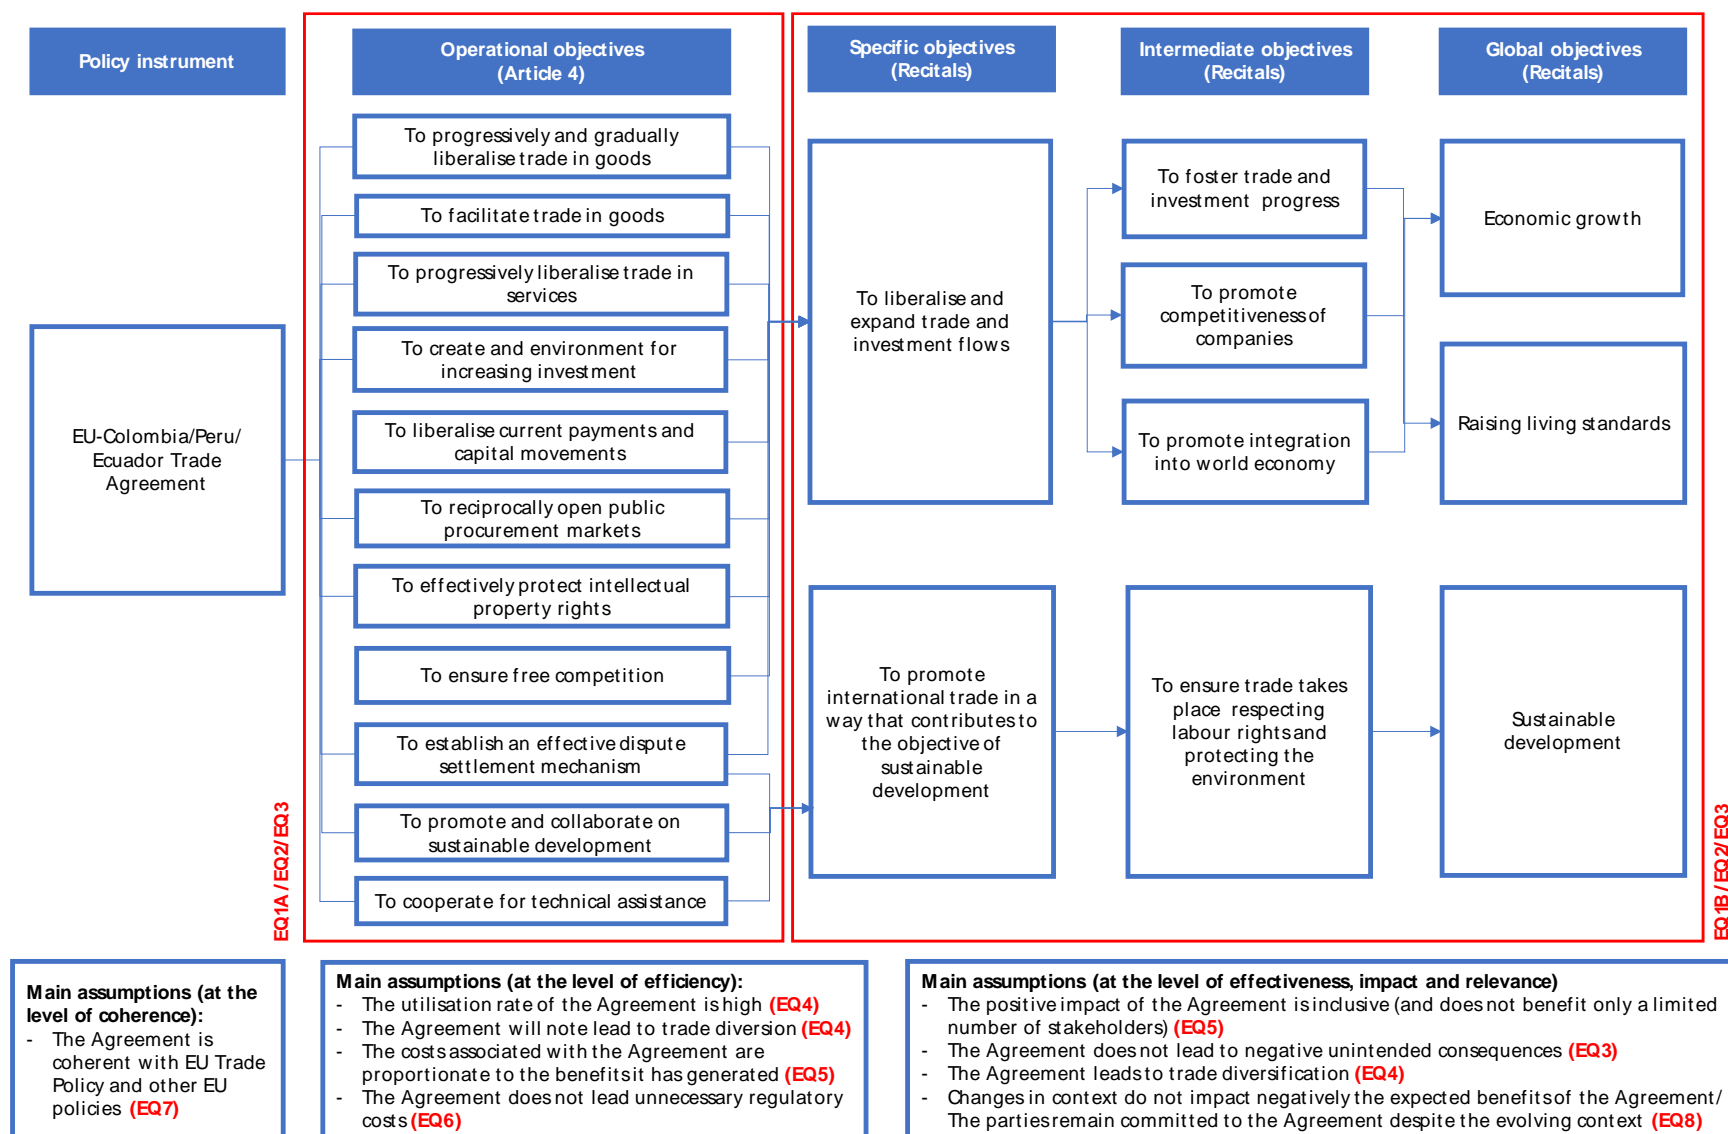 Policy instrument
Operational objectives
(Article 4)
Specific objectives
(Recitals)
Intermediate objectives
(Recitals)
Global objectives
(Recitals)
EU-Colombia/Peru/
Ecuador Trade
Agreement
To progressively and gradually
liberalise trade in goods
To facilitate trade in goods
To progressively liberalise trade in
services
To create and environment for
increasing investment
To liberalise current payments and
capital movements
To reciprocally open public
procurement markets
To effectively protect intellectual
property rights
To ensure free competition
To establish an effective dispute
settlement mechanism
To promote and collaborate on
sustainable development
To cooperate for technical assistance
EQ1A / EQ2/ EQ3
To liberalise and
expand trade and
investment flows
To promote
international trade in a
way that contributes to
the objective of
sustainable
development
To foster trade and
investment progress
To promote
competitiveness of
companies
To promote integration
into world economy
To ensure trade takes
place respecting
labour rights and
protecting the
environment
Economic growth
Raising living standards
Sustainable
development
EQ1B / EQ2/ EQ3
Main assumptions (at the
level of coherence):
- The Agreement is
coherent with EU Trade
Policy and other EU
policies (EQ7)
Main assumptions (at the level of efficiency):
- The utilisation rate of the Agreement is high (EQ4)
- The Agreement will note lead to trade diversion (EQ4)
- The costs associated with the Agreement are
proportionate to the benefits it has generated (EQ5)
- The Agreement does not lead unnecessary regulatory
costs (EQ6)
Main assumptions (at the level of effectiveness, impact and relevance)
- The positive impact of the Agreement is inclusive (and does not benefit only a limited
number of stakeholders) (EQ5)
- The Agreement does not lead to negative unintended consequences (EQ3)
- The Agreement leads to trade diversification (EQ4)
- Changes in context do not impact negatively the expected benefits of the Agreement/
The parties remain committed to the Agreement despite the evolving context (EQ8)